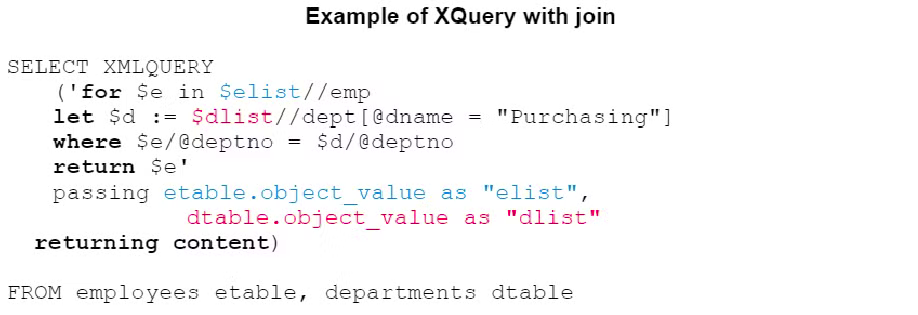 Example of XQuery with join
SELECT XMLQUERY
('for $e in $elist//emp
let $d := $dlist//dept[@dname = "Purchasing"]
where $e/@deptno = $d/@deptno
return $e'
passing etable.object_value as "elist",
dtable.object_value as "dlist"
returning content)
FROM employees etable, departments dtable